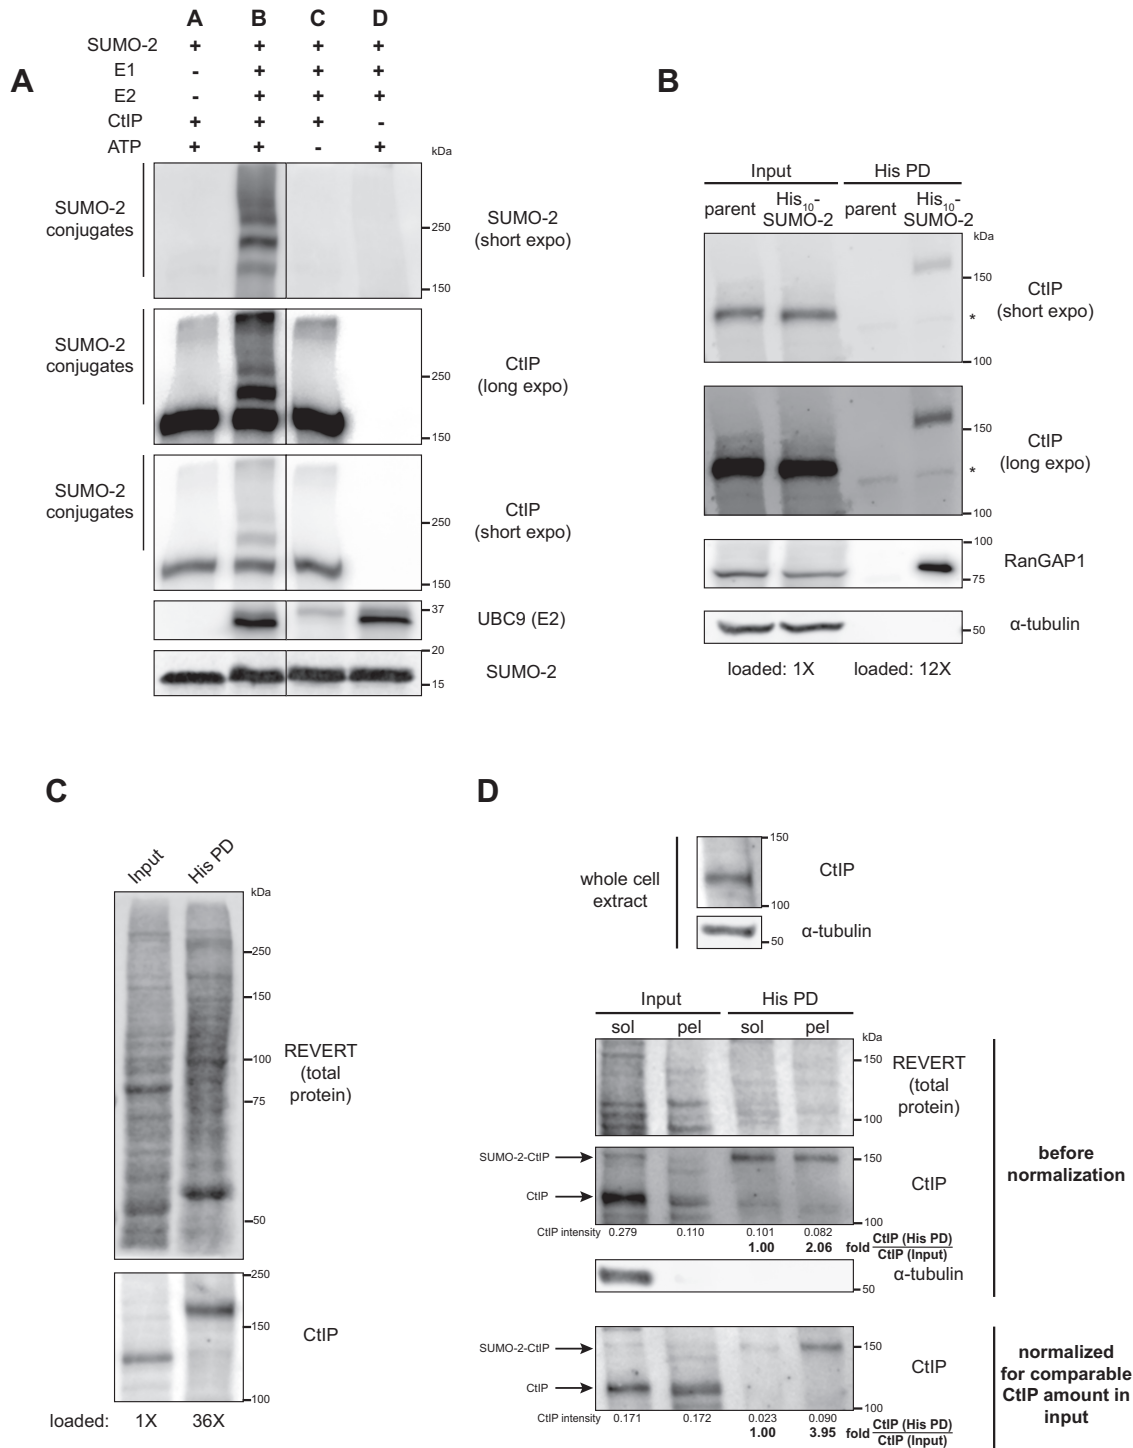 A
A B C D
SUMO-2 + + + +
E1 - + + +
E2 - + + +
CtIP + + + -
ATP + + - +
kDa
SUMO-2
conjugates
250
150
SUMO-2
(short expo)
SUMO-2
conjugates
250
150
CtIP
(long expo)
SUMO-2
conjugates
250
150
CtIP
(short expo)
37
UBC9 (E2)
20
15
SUMO-2
B
Input His PD
parent His10-
SUMO-2 parent His10-
SUMO-2
kDa
150
*
100
CtIP
(short expo)
150
*
100
CtIP
(long expo)
100
75
RanGAP1
50
α-tubulin
loaded: 1X loaded: 12X
C
Input His PD
kDa
250
150
100
75
50
REVERT
(total
protein)
250
150
100
CtIP
loaded: 1X 36X
D
whole cell
extract
150
100
CtIP
50
α-tubulin
Input His PD
sol pel sol pel
kDa
150
100
REVERT
(total
protein)
SUMO-2-CtIP
CtIP
150
100
CtIP
CtIP intensity 0.279 0.110 0.101 0.082
1.00 2.06 fold CtIP (His PD)
CtIP (Input)
50
α-tubulin
before
normalization
SUMO-2-CtIP
CtIP
150
100
CtIP
CtIP intensity 0.171 0.172 0.023 0.090
1.00 3.95 fold CtIP (His PD)
CtIP (Input)
normalized
for comparable
CtIP amount in
input